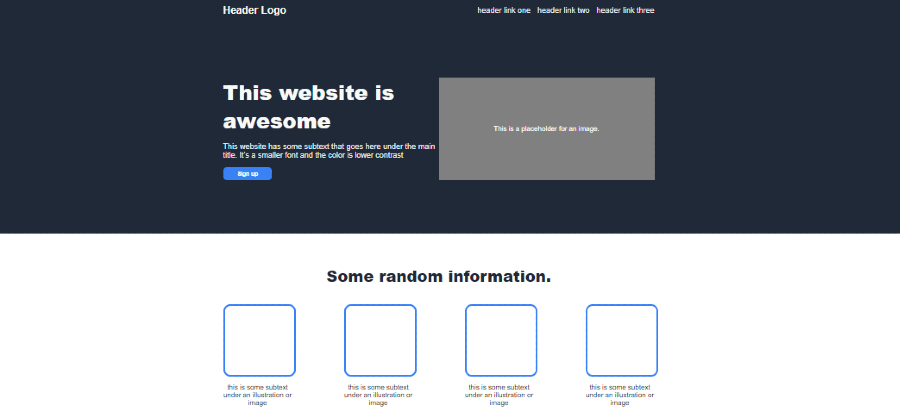 Header Logo
header link one
header link two
header link three
This website is
awesome
This website has some subtext that goes here under the main
title. It's a smaller font and the color is lower contrast
Sign up
This is a placeholder for an image.
Some random information.
this is some subtext
under an illustration or
image
this is some subtext
under an illustration or
image
this is some subtext
under an illustration or
image
this is some subtext
under an illustration or
image